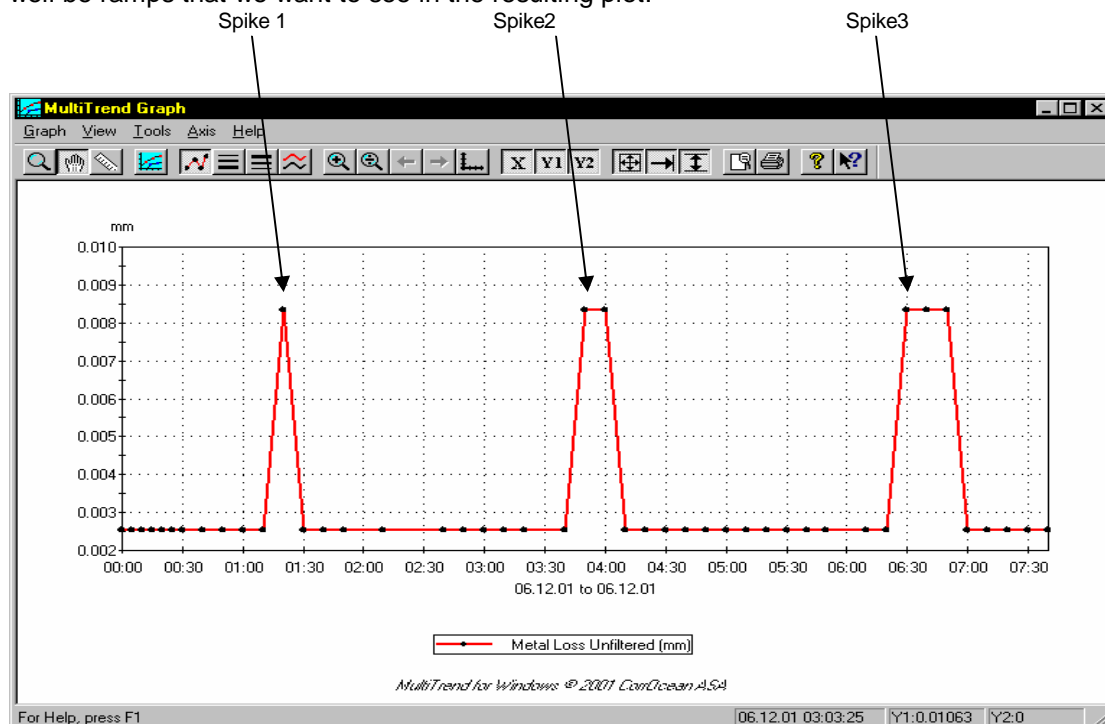 well be ramps that we want to see in the resulting plot.
Spike 1 Spike2 Spike3
MultiTrend Graph
Graph View Tools Axis Help
X Y1 Y2
mm
0.010
0.009
0.008
0.007
0.006
0.005
0.004
0.003
0.002
00:00 00:30 01:00 01:30 02:00 02:30 03:00 03:30 04:00 04:30 05:00 05:30 06:00 06:30 07:00 07:30
06.12.01 to 06.12.01
Metal Loss Unfiltered (mm)
MultiTrend for Windows © 2001 CorrOcean ASA
For Help, press F1 06.12.01 03:03:25 Y1:0.01063 Y2:0